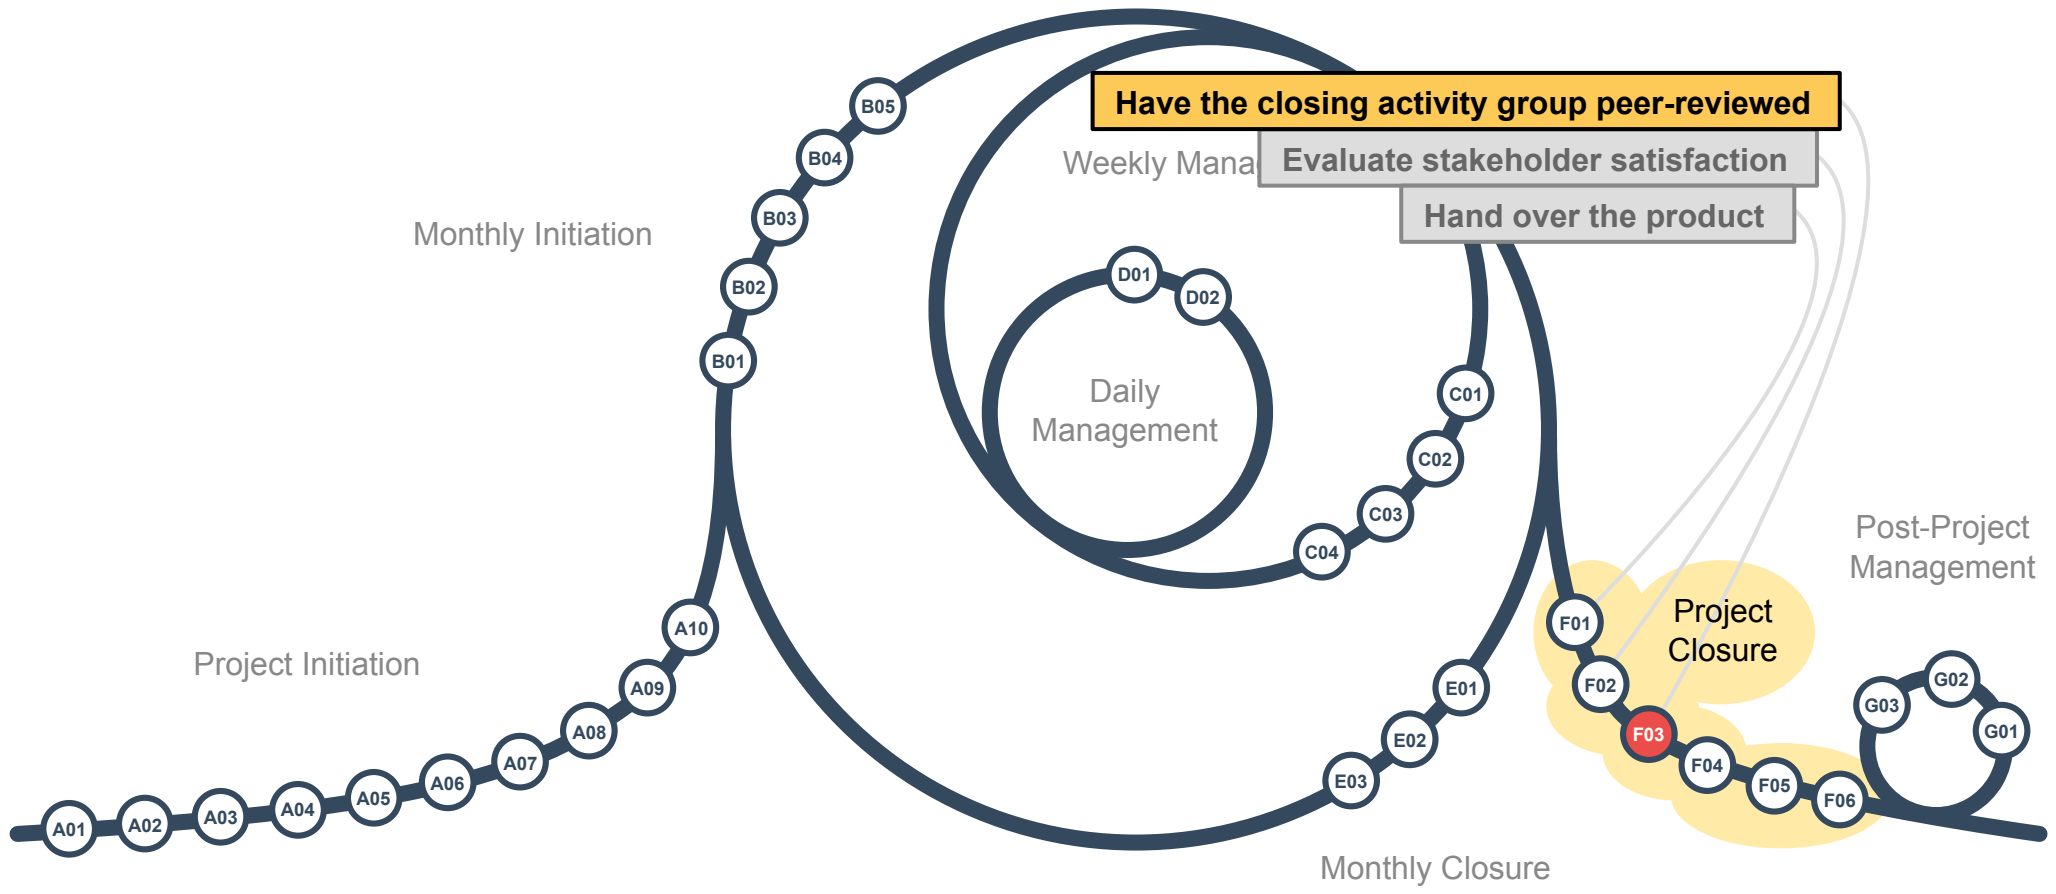 Have the closing activity group peer-reviewed
Evaluate stakeholder satisfaction
Hand over the product
Weekly Mana
Monthly Initiation
Daily
Management
Project Initiation
Monthly Closure
Project
Closure
Post-Project
Management
A01
A02
A03
A04
A05
A06
A07
A08
A09
A10
B01
B02
B03
B04
B05
D01
D02
C01
C02
C03
C04
E01
E02
E03
F01
F02
F03
F04
F05
F06
G01
G02
G03